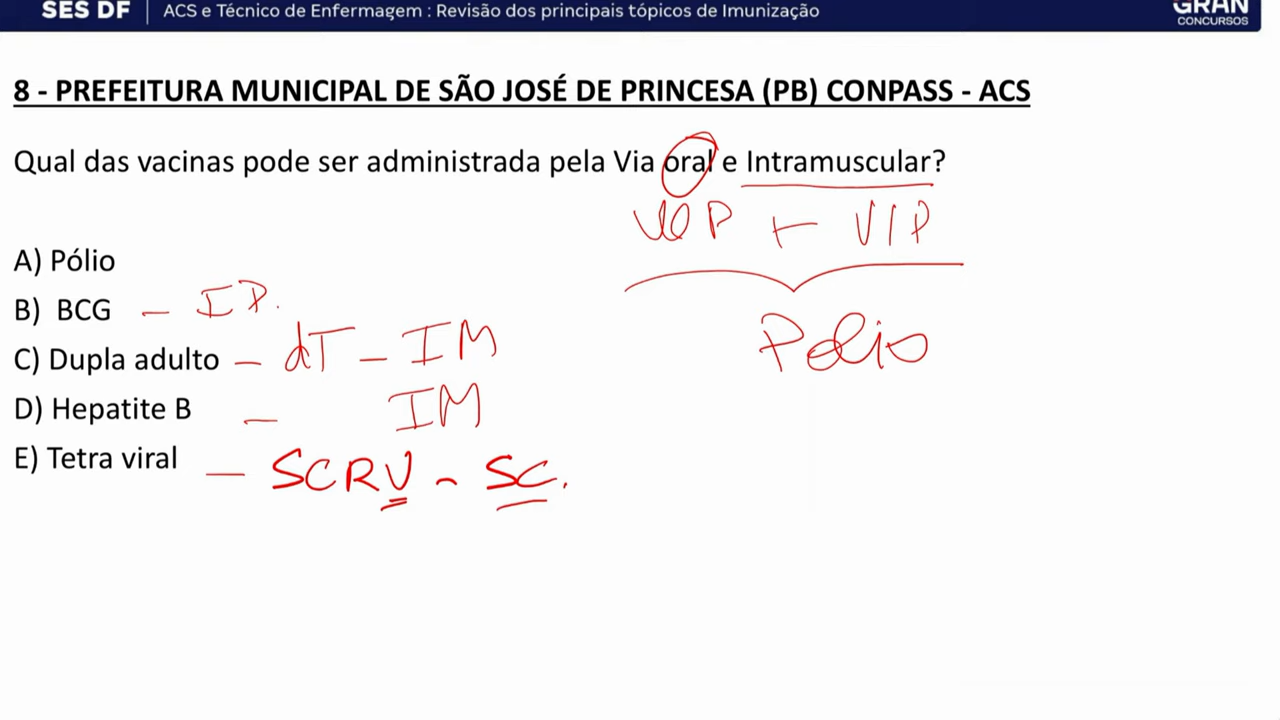 SES DF | ACS e Técnico de Enfermagem : Revisão dos principais tópicos de Imunização
GRAN
CONCURSOS
8 - PREFEITURA MUNICIPAL DE SÃO JOSÉ DE PRINCESA (PB) CONPASS - ACS
Qual das vacinas pode ser administrada pela Via oral e Intramuscular?
VOP + VIP
Pólio
A) Pólio
B) BCG - ID.
C) Dupla adulto - dT - IM
D) Hepatite B - IM
E) Tetra viral - SCRV - SC.